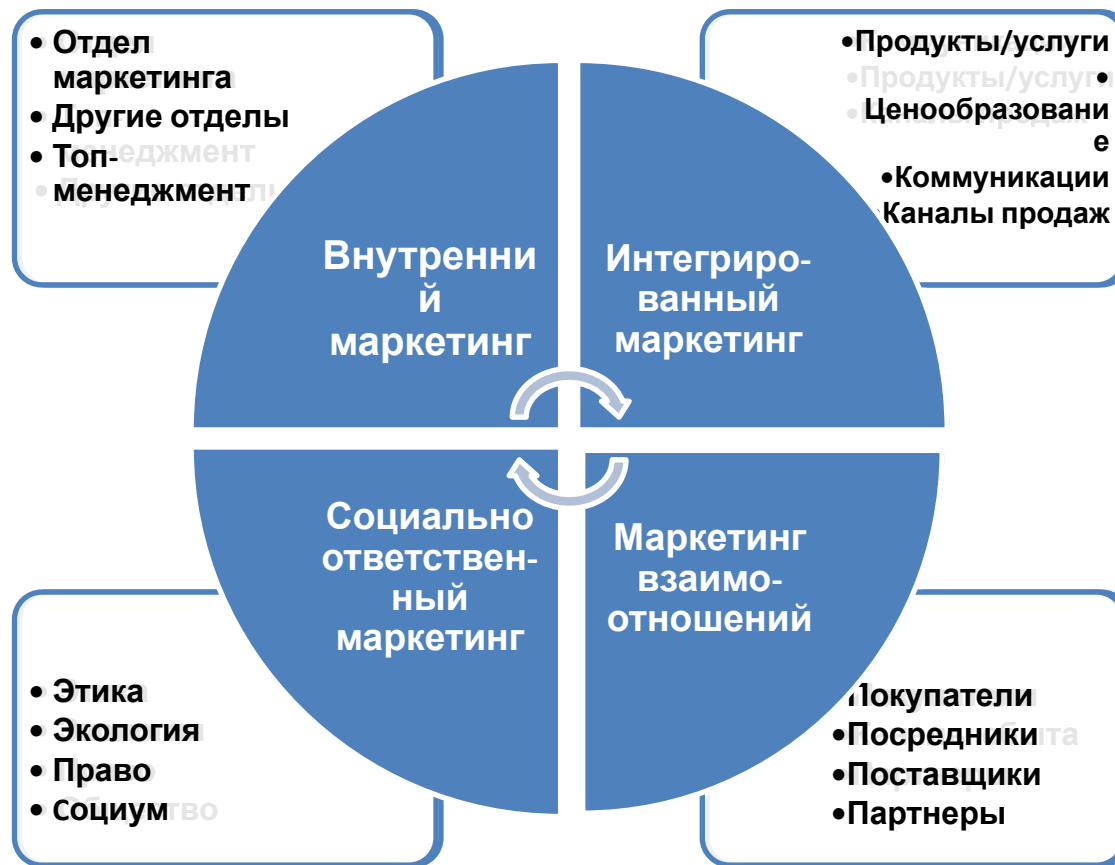 • Отдел
маркетинга
• Другие отделы
• Топ-
менеджмент
•Продукты/услуги
•
Ценообразовани
е
•Коммуникации
•Каналы продаж
Внутренни
й
маркетинг
Интегриро-
ванный
маркетинг
Социально
ответствен-
ный
маркетинг
Маркетинг
взаимо-
отношений
• Этика
• Экология
• Право
• Социум
•Покупатели
•Посредники
•Поставщики
•Партнеры